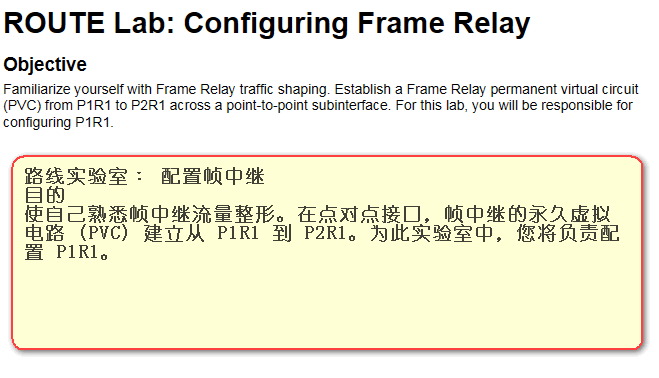 ROUTE Lab: Configuring Frame Relay
Objective
Familiarize yourself with Frame Relay traffic shaping. Establish a Frame Relay permanent virtual circuit
(PVC) from P1R1 to P2R1 across a point-to-point subinterface. For this lab, you will be responsible for
configuring P1R1.
路线实验室： 配置帧中继
目的
使自己熟悉帧中继流量整形。在点对点接口，帧中继的永久虚拟
电路 (PVC) 建立从 P1R1 到 P2R1。为此实验室中，您将负责配
置 P1R1。